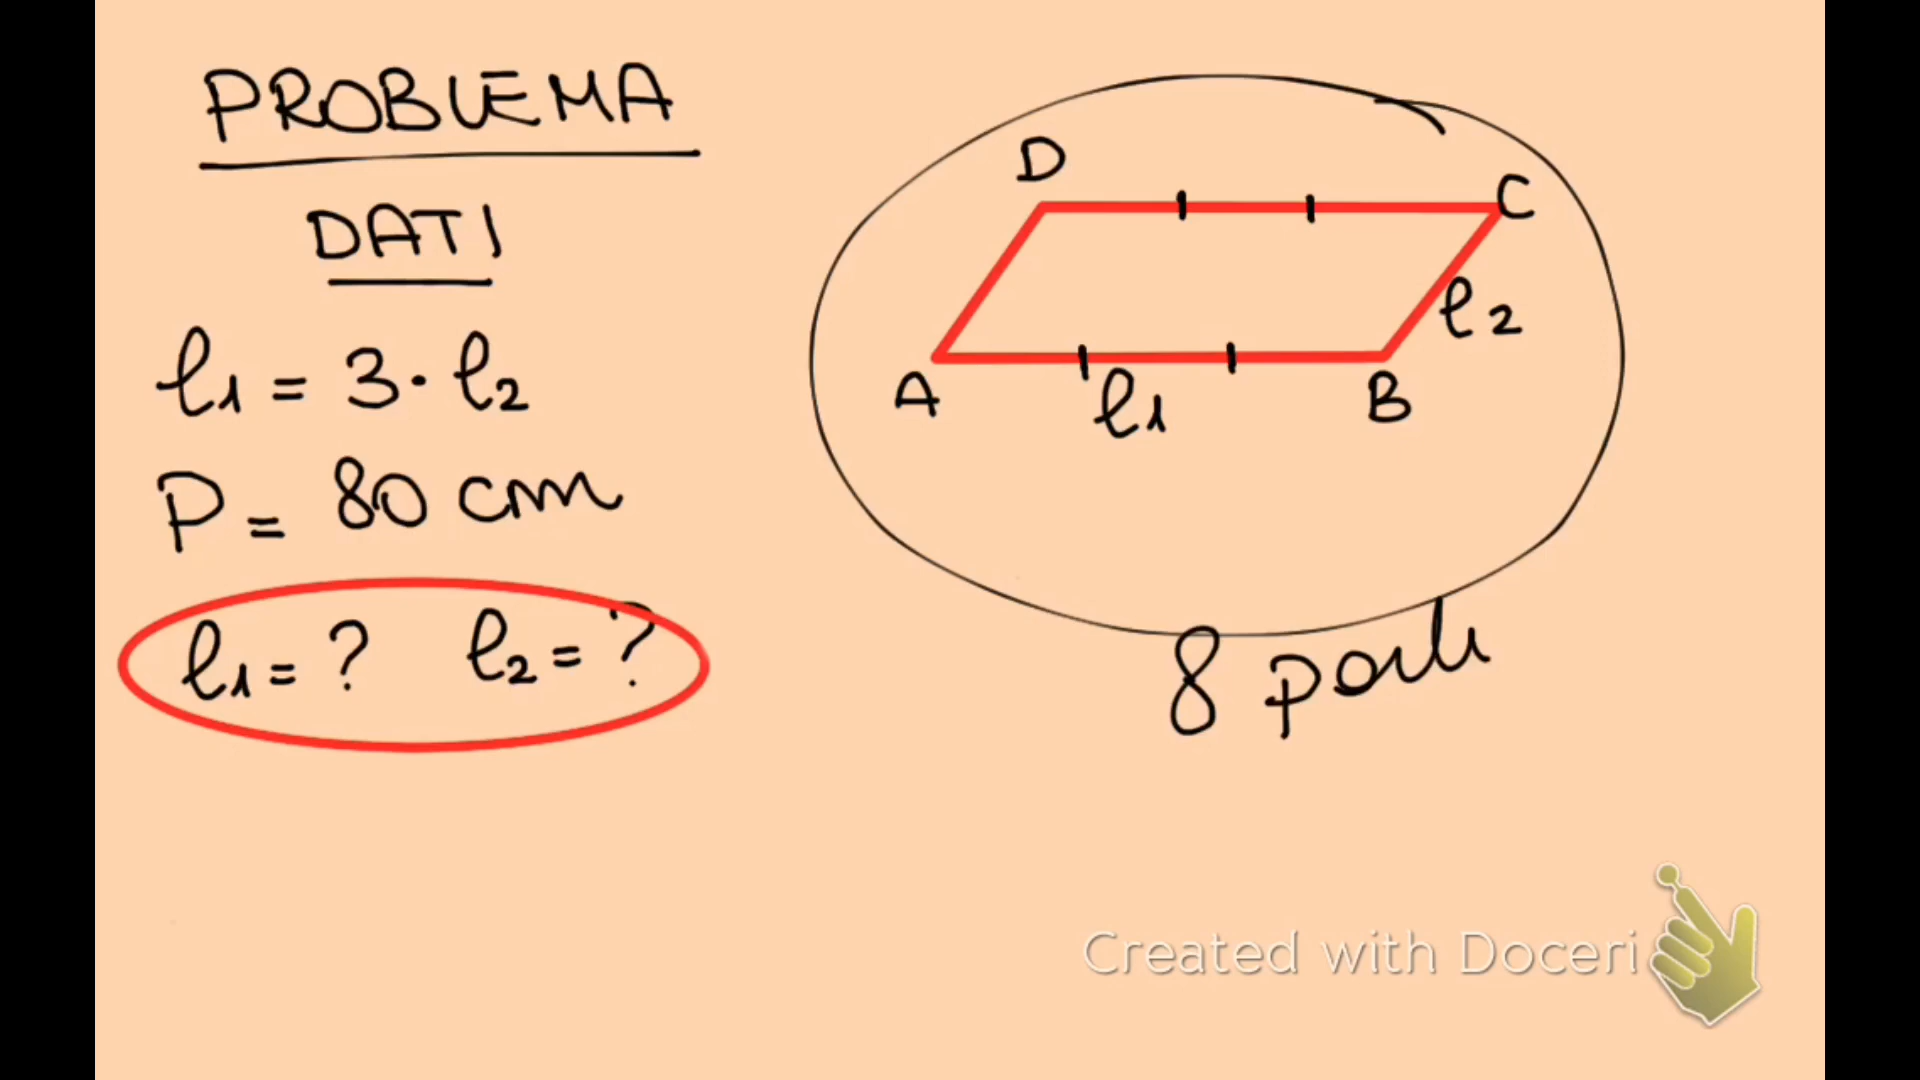 PROBLEMA
DATI
l1 = 3 · l2
P = 80 cm
l1 = ? l2 = ?
D
C
l2
A
l1
B
8 parti
Created with Doceri